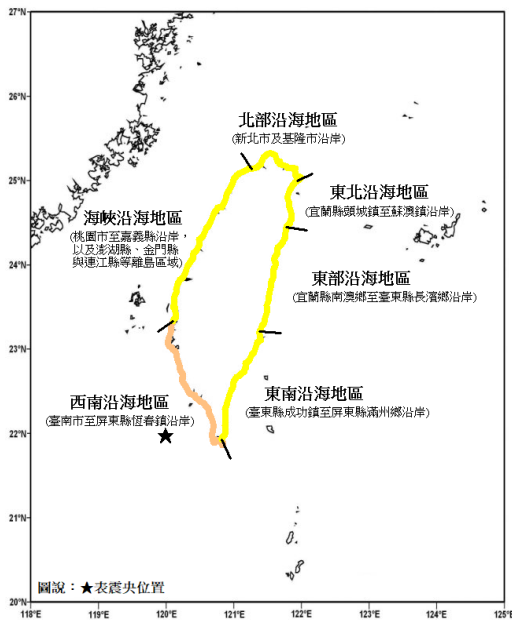 27°N
26°N
北部沿海地區
(新北市及基隆市沿岸)
25°N
東北沿海地區
(宜蘭縣頭城鎮至蘇澳鎮沿岸)
海峽沿海地區
(桃園市至嘉義縣沿岸，
以及澎湖縣、金門縣
與連江縣等離島區域)
24°N
東部沿海地區
(宜蘭縣南澳鄉至臺東縣長濱鄉沿岸)
23°N
東南沿海地區
(臺東縣成功鎮至屏東縣滿州鄉沿岸)
西南沿海地區
(臺南市至屏東縣恆春鎮沿岸)
22°N
21°N
圖說：★表震央位置
20°N
118°E 119°E 120°E 121°E 122°E 123°E 124°E 125°E